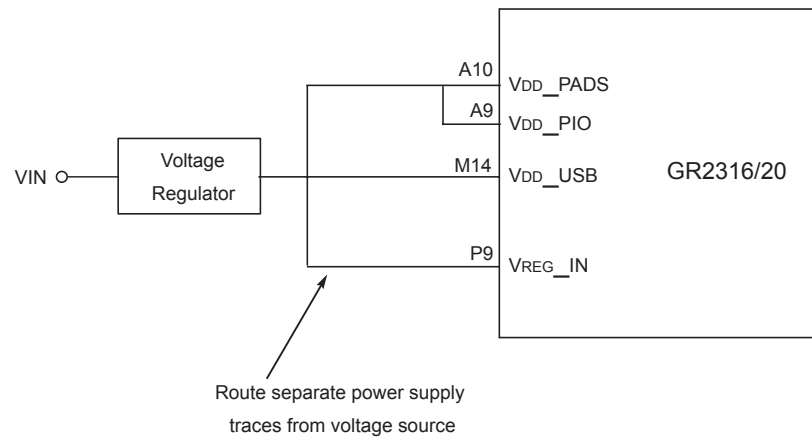 A10
VDD_PADS
A9
VDD_PIO
Voltage
Regulator
VIN
M14
VDD_USB
GR2316/20
P9
VREG_IN
Route separate power supply
traces from voltage source